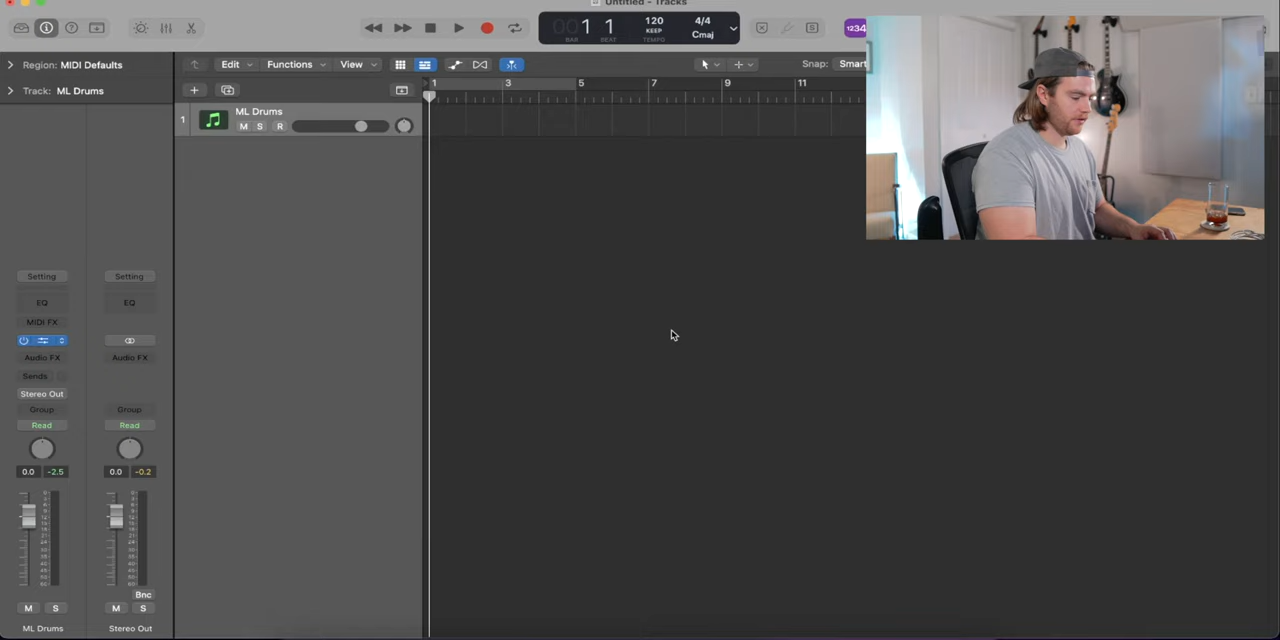 Untitled - Tracks
001 1
BAR BEAT
120
KEEP
TEMPO
4/4
Cmaj
1234
Region: MIDI Defaults
Edit Functions View
Snap: Smart
Track: ML Drums
1 3 5 7 9 11
1
ML Drums
M S R
Setting Setting
EQ EQ
MIDI FX
Audio FX Audio FX
Sends
Stereo Out
Group Group
Read Read
0.0 -2.5 0.0 -0.2
Bnc
M S M S
ML Drums Stereo Out